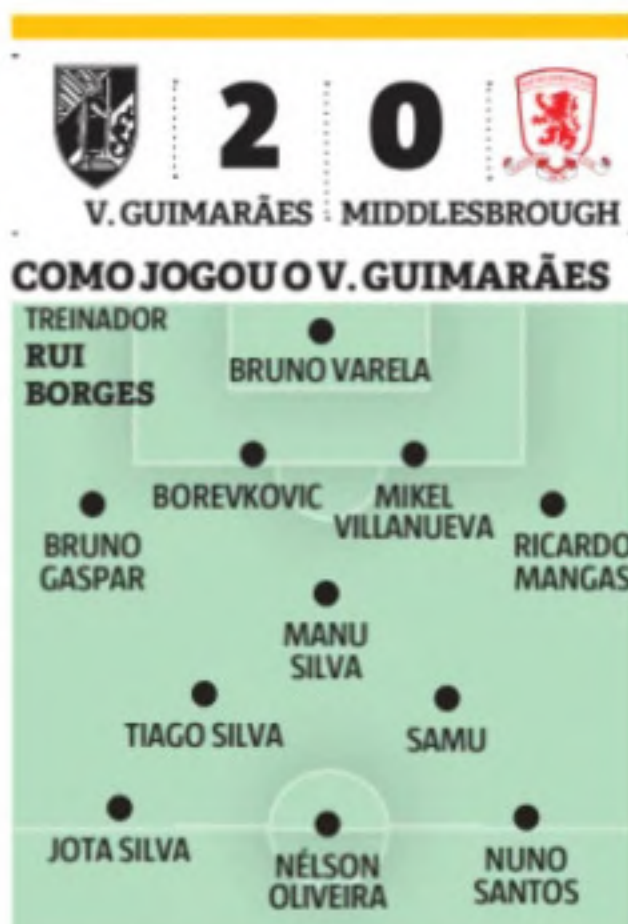 2 0
V. GUIMARÃES MIDDLESBROUGH
COMO JOGOU O V. GUIMARÃES
TREINADOR
RUI
BORGES
BRUNO VARELA
BOREVKOVIC
MIKEL
VILLANUEVA
BRUNO
GASPAR
RICARDO
MANGAS
MANU
SILVA
TIAGO SILVA
SAMU
JOTA SILVA
NÉLSON
OLIVEIRA
NUNO
SANTOS